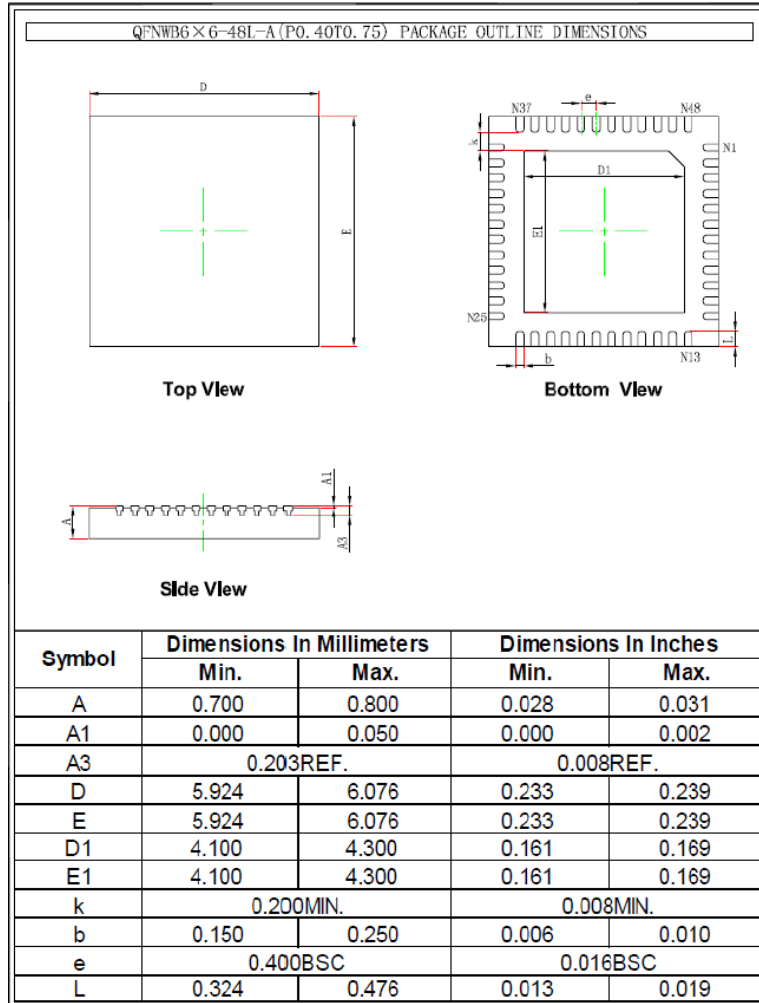 QFNWB6×6-48L-A(P0.40T0.75) PACKAGE OUTLINE DIMENSIONS
D
e
N37
N48
k
N1
D1
E
E1
N25
L
b
N13
Top View
Bottom View
A1
A
A3
Side View
Symbol Dimensions In Millimeters Dimensions In Inches
Min. Max. Min. Max.
A 0.700 0.800 0.028 0.031
A1 0.000 0.050 0.000 0.002
A3 0.203REF. 0.008REF.
D 5.924 6.076 0.233 0.239
E 5.924 6.076 0.233 0.239
D1 4.100 4.300 0.161 0.169
E1 4.100 4.300 0.161 0.169
k 0.200MIN. 0.008MIN.
b 0.150 0.250 0.006 0.010
e 0.400BSC 0.016BSC
L 0.324 0.476 0.013 0.019